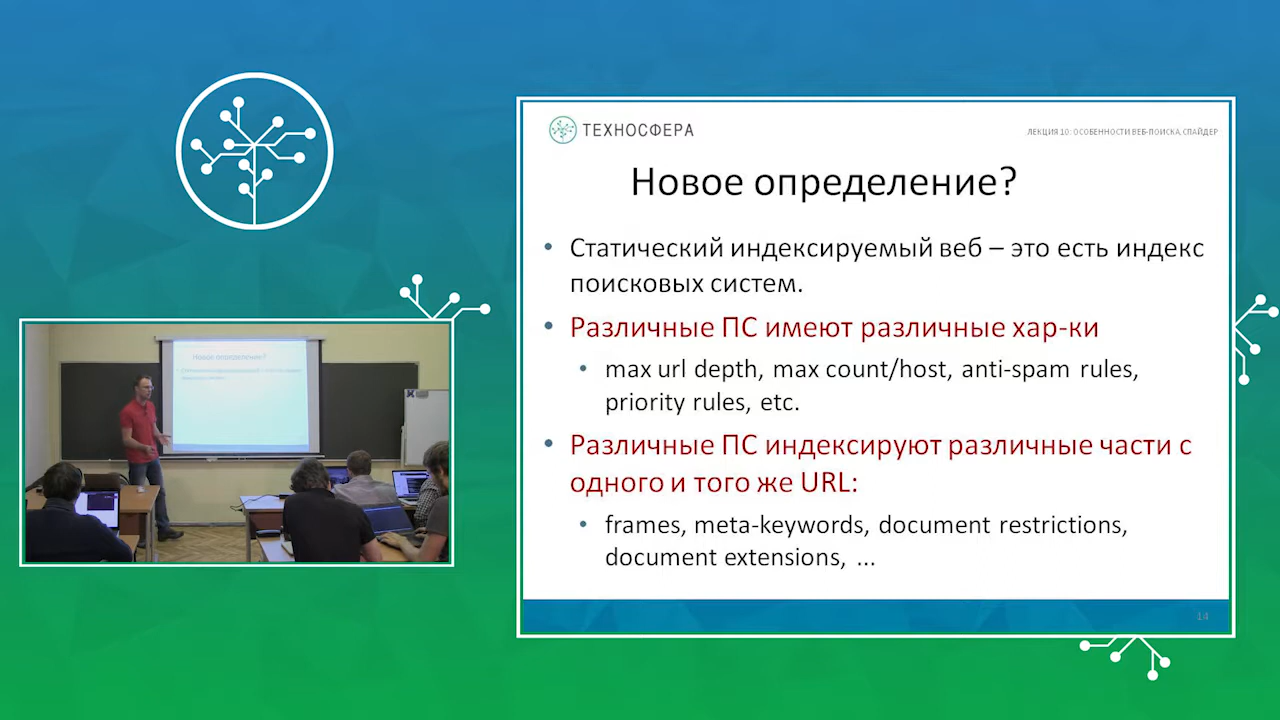 ТЕХНОСФЕРА
ЛЕКЦИЯ 10: ОСОБЕННОСТИ ВЕБ-ПОИСКА, СПАЙДЕР
Новое определение?
• Статический индексируемый веб – это есть индекс
поисковых систем.
• Различные ПС имеют различные хар-ки
• max url depth, max count/host, anti-spam rules,
priority rules, etc.
• Различные ПС индексируют различные части с
одного и того же URL:
• frames, meta-keywords, document restrictions,
document extensions, ...
14
Новое определение?